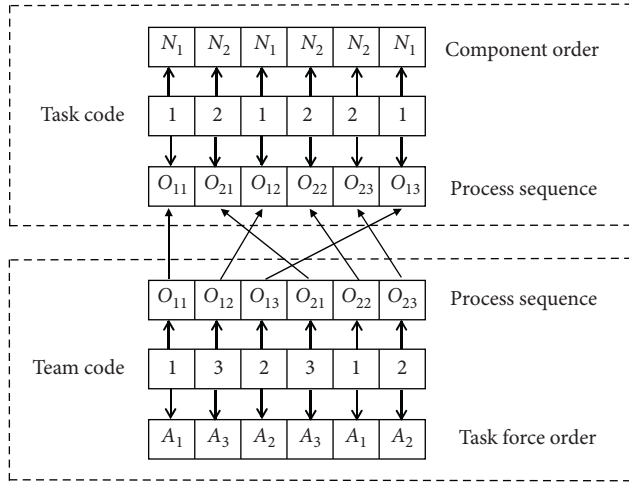 N1 N2 N1 N2 N2 N1 Component order
Task code 1 2 1 2 2 1
O11 O21 O12 O22 O23 O13 Process sequence
O11 O12 O13 O21 O22 O23 Process sequence
Team code 1 3 2 3 1 2
A1 A3 A2 A3 A1 A2 Task force order